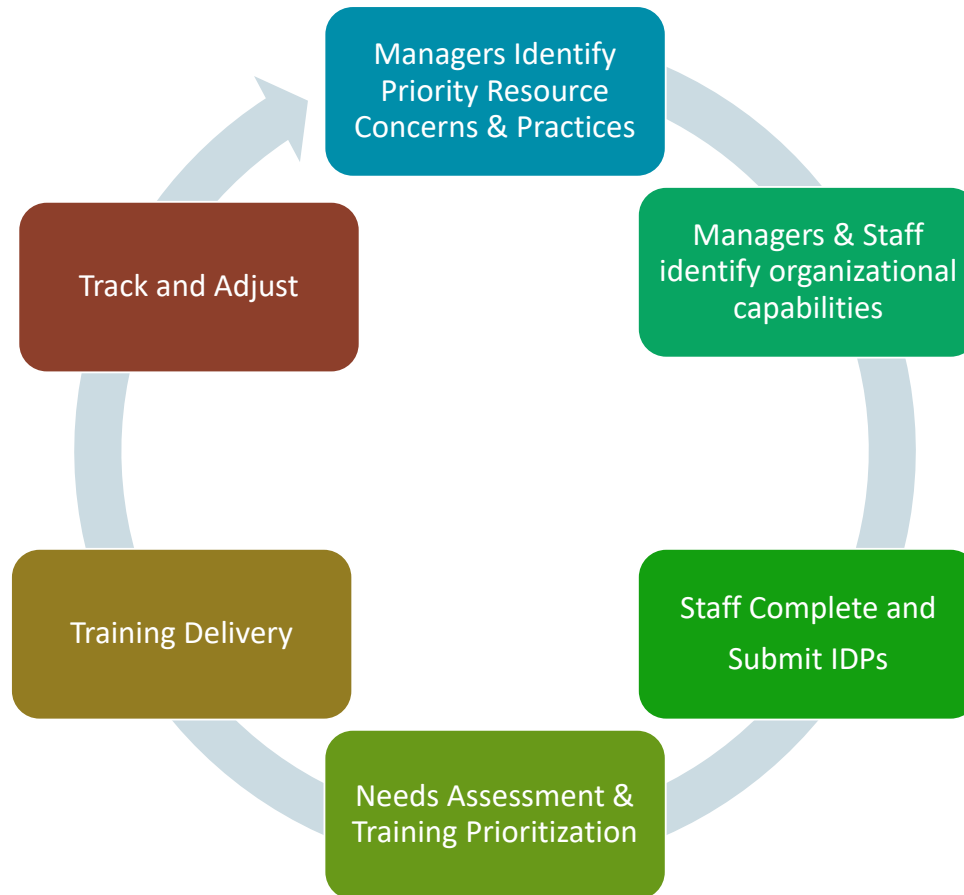 Managers Identify
Priority Resource
Concerns & Practices
Managers & Staff
identify organizational
capabilities
Staff Complete and
Submit IDPs
Needs Assessment &
Training Prioritization
Training Delivery
Track and Adjust